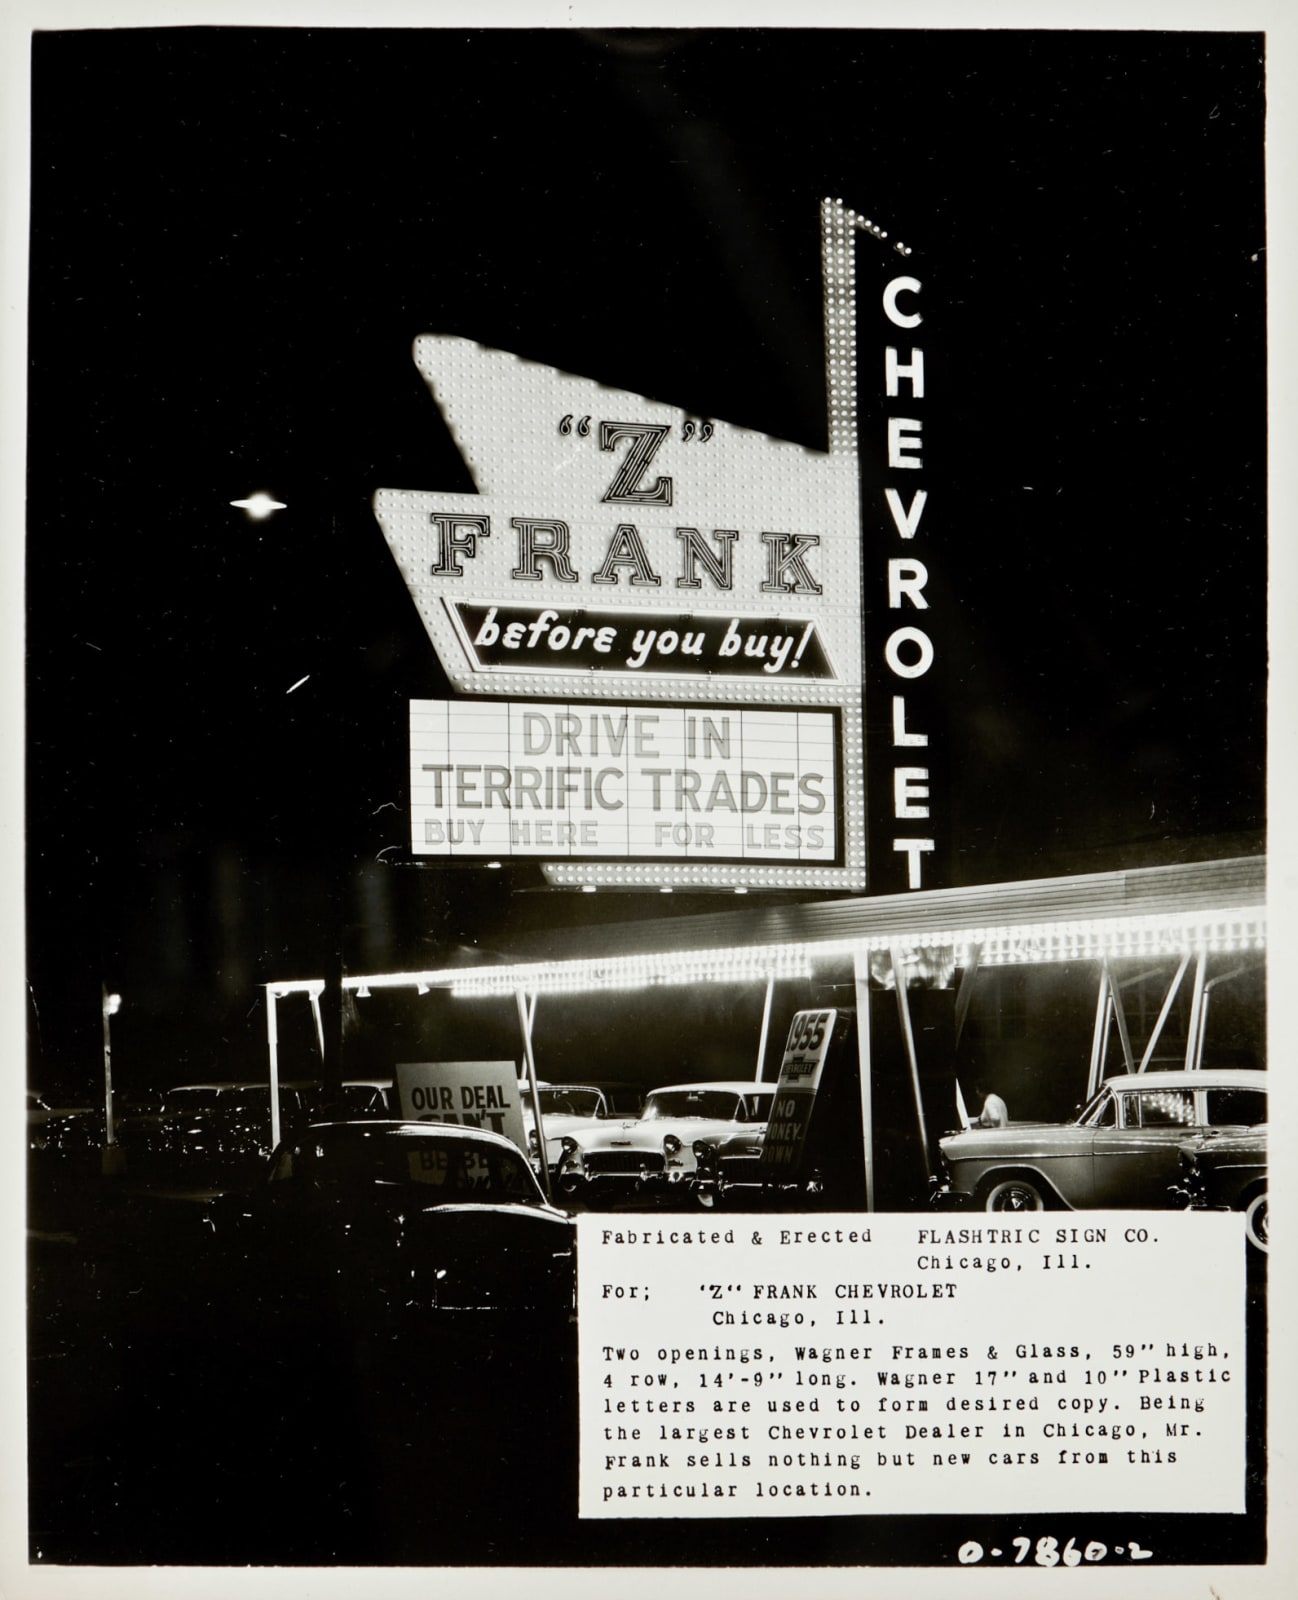 "Z"
FRANK
before you buy!
CHEVROLET
DRIVE IN
TERRIFIC TRADES
BUY HERE FOR LESS
OUR DEAL
CAN'T
1955
CHEVROLET
NO
MONEY
DOWN
Fabricated & Erected FLASHTRIC SIGN CO.
Chicago, Ill.
For; "Z" FRANK CHEVROLET
Chicago, Ill.
Two openings, Wagner Frames & Glass, 59" high,
4 row, 14'-9" long. Wagner 17" and 10" Plastic
letters are used to form desired copy. Being
the largest Chevrolet Dealer in Chicago, Mr.
Frank sells nothing but new cars from this
particular location.
O-7860-2